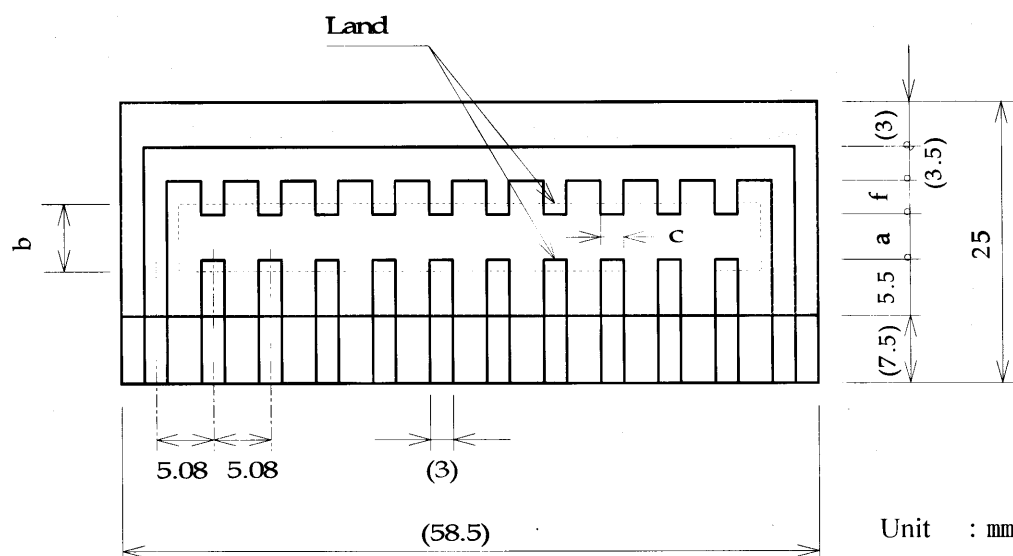 Land
(3)
(3.5)
f
b
c
a
25
5.5
(7.5)
5.08 5.08
(3)
(58.5)
Unit : mm